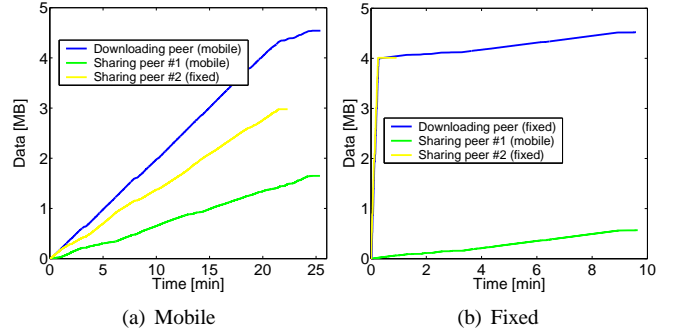 5
4
3
2
1
0
Data [MB]
Downloading peer (mobile)
Sharing peer #1 (mobile)
Sharing peer #2 (fixed)
0 5 10 15 20 25
Time [min]
(a) Mobile
5
4
3
2
1
0
Data [MB]
Downloading peer (fixed)
Sharing peer #1 (mobile)
Sharing peer #2 (fixed)
0 2 4 6 8 10
Time [min]
(b) Fixed